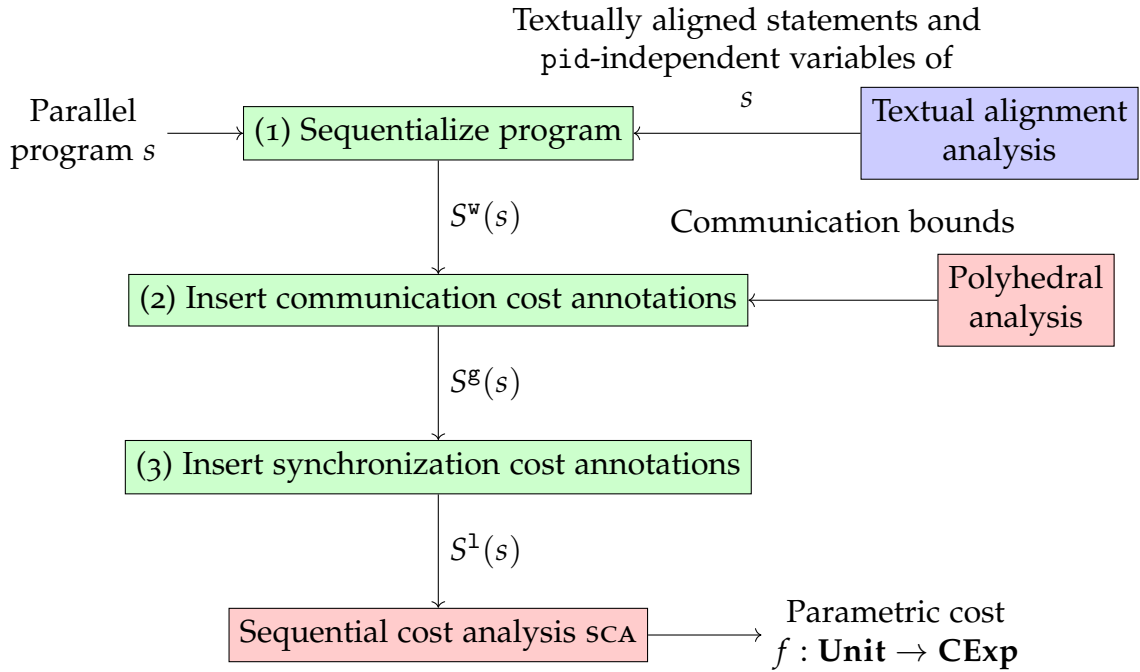 Textually aligned statements and
pid-independent variables of
s
Parallel
program s
(1) Sequentialize program
Textual alignment
analysis
S^w(s)
Communication bounds
(2) Insert communication cost annotations
Polyhedral
analysis
S^g(s)
(3) Insert synchronization cost annotations
S^l(s)
Sequential cost analysis SCA
Parametric cost
f : Unit → CExp